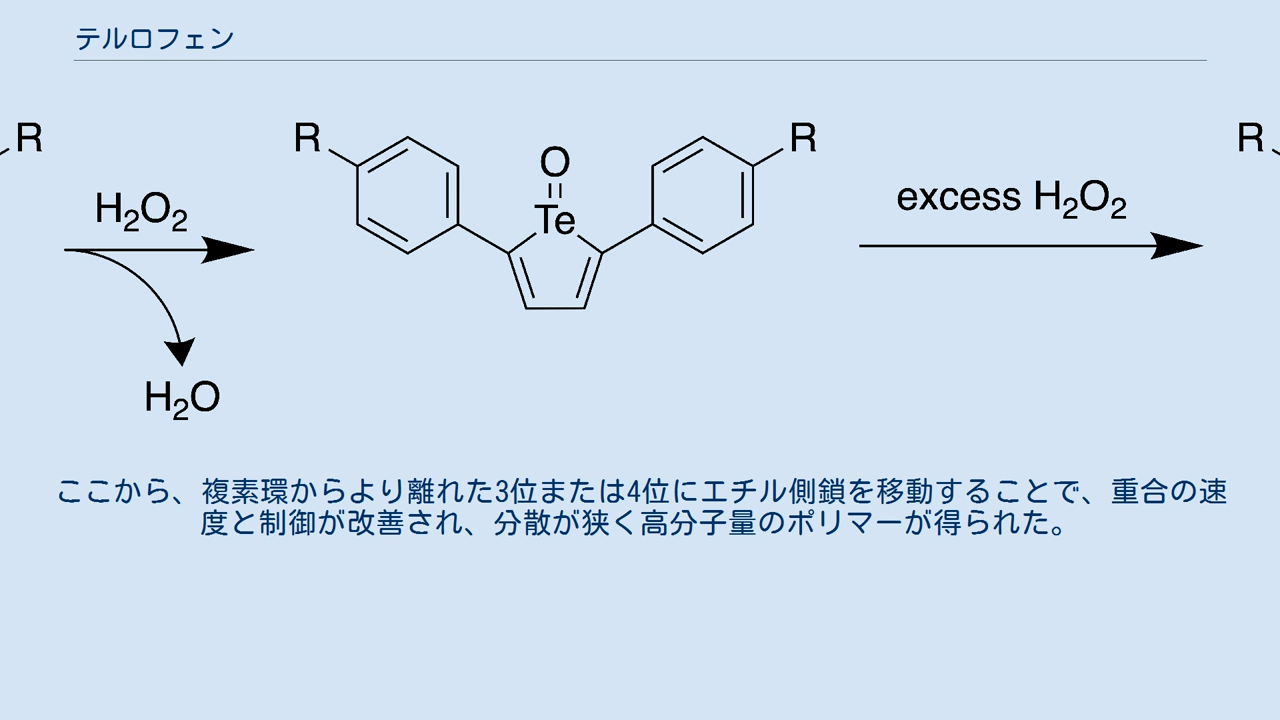 テルロフェン
R
R
R
R
O
Te
H2O2
excess H2O2
H2O
ここから、複素環からより離れた3位または4位にエチル側鎖を移動することで、重合の速
度と制御が改善され、分散が狭く高分子量のポリマーが得られた。